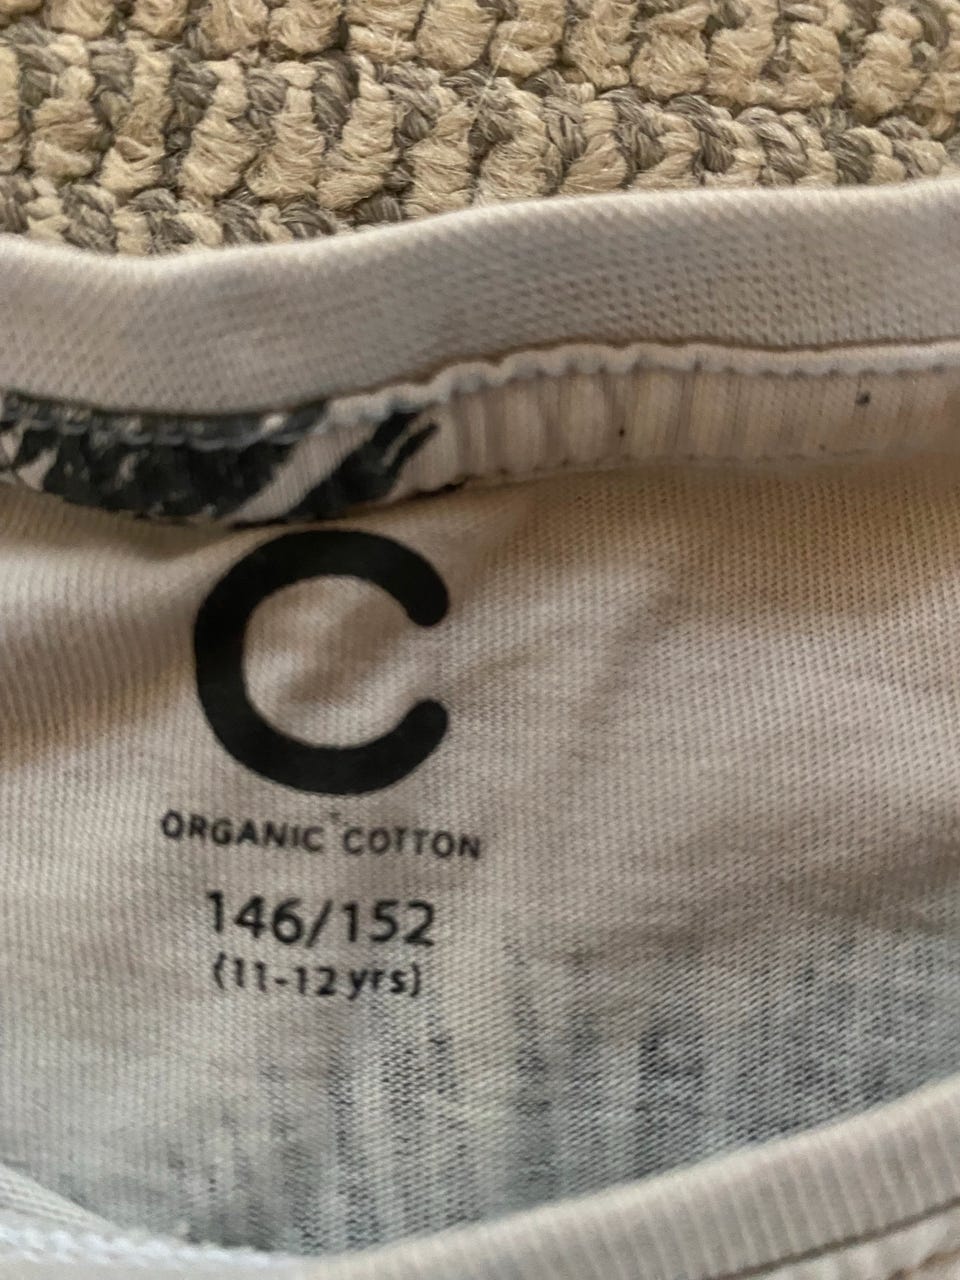 C
ORGANIC COTTON
146/152
(11-12 yrs)